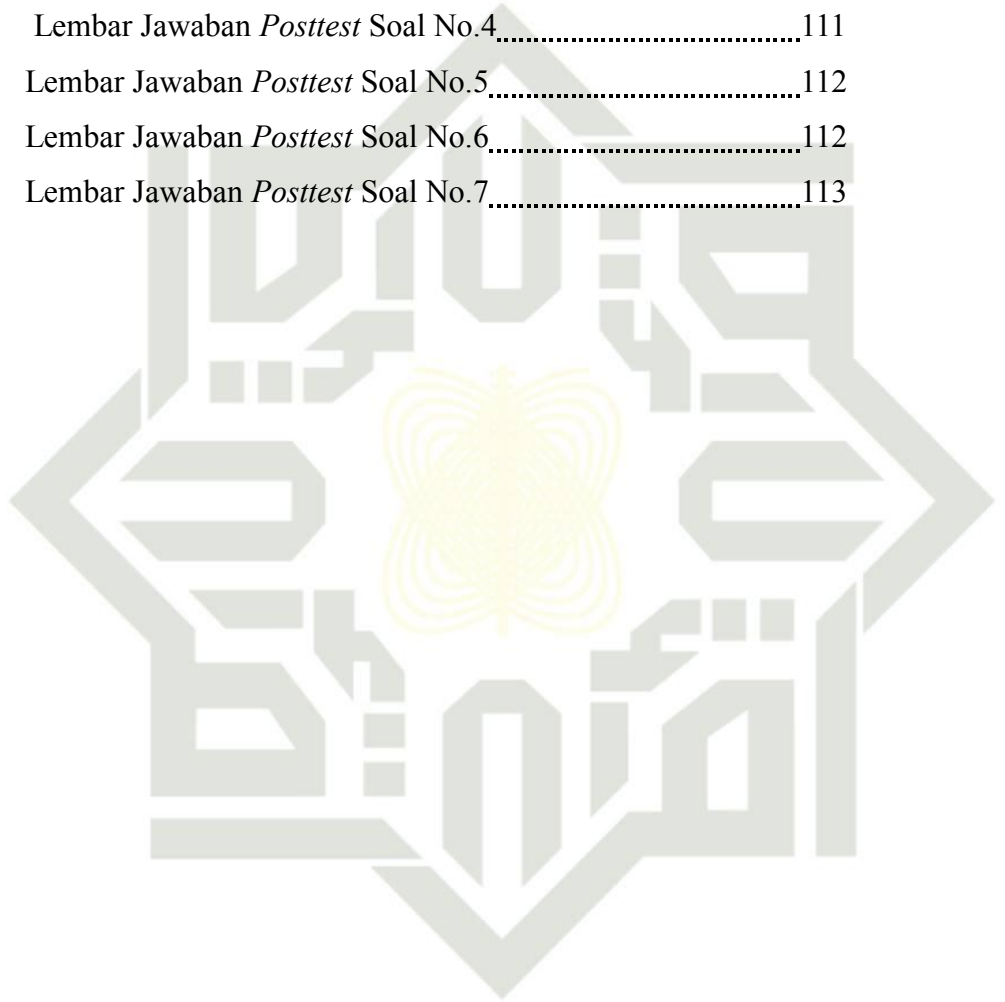 Lembar Jawaban Posttest Soal No.4 111
Lembar Jawaban Posttest Soal No.5 112
Lembar Jawaban Posttest Soal No.6 112
Lembar Jawaban Posttest Soal No.7 113